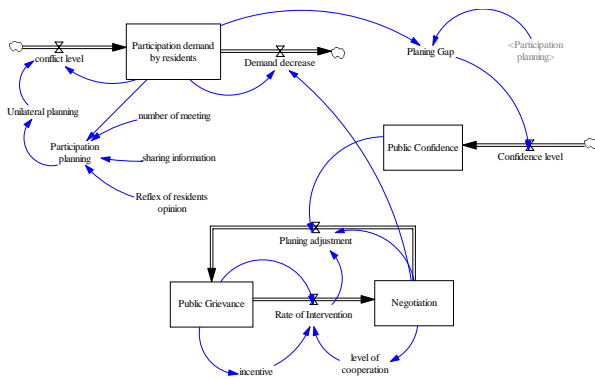 Participation demand
by residents
conflict level
Demand decrease
Planing Gap
<Participation
planning>
Unilateral planning
number of meeting
Participation
planning
sharing information
Reflex of residents
opinion
Public Confidence
Confidence level
Planing adjustment
Public Grievance
Rate of Intervention
Negotiation
incentive
level of
cooperation